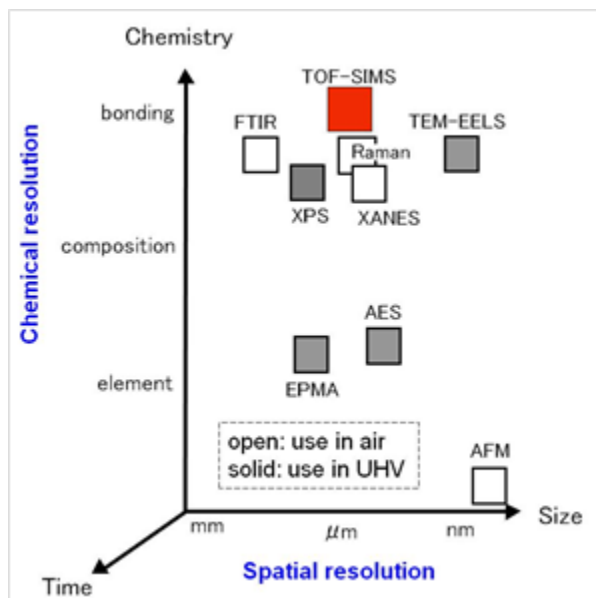 Chemistry
TOF-SIMS
bonding
FTIR
TEM-EELS
Raman
XPS
XANES
Chemical resolution
composition
AES
element
EPMA
open: use in air
solid: use in UHV
AFM
mm
μm
nm
Size
Spatial resolution
Time